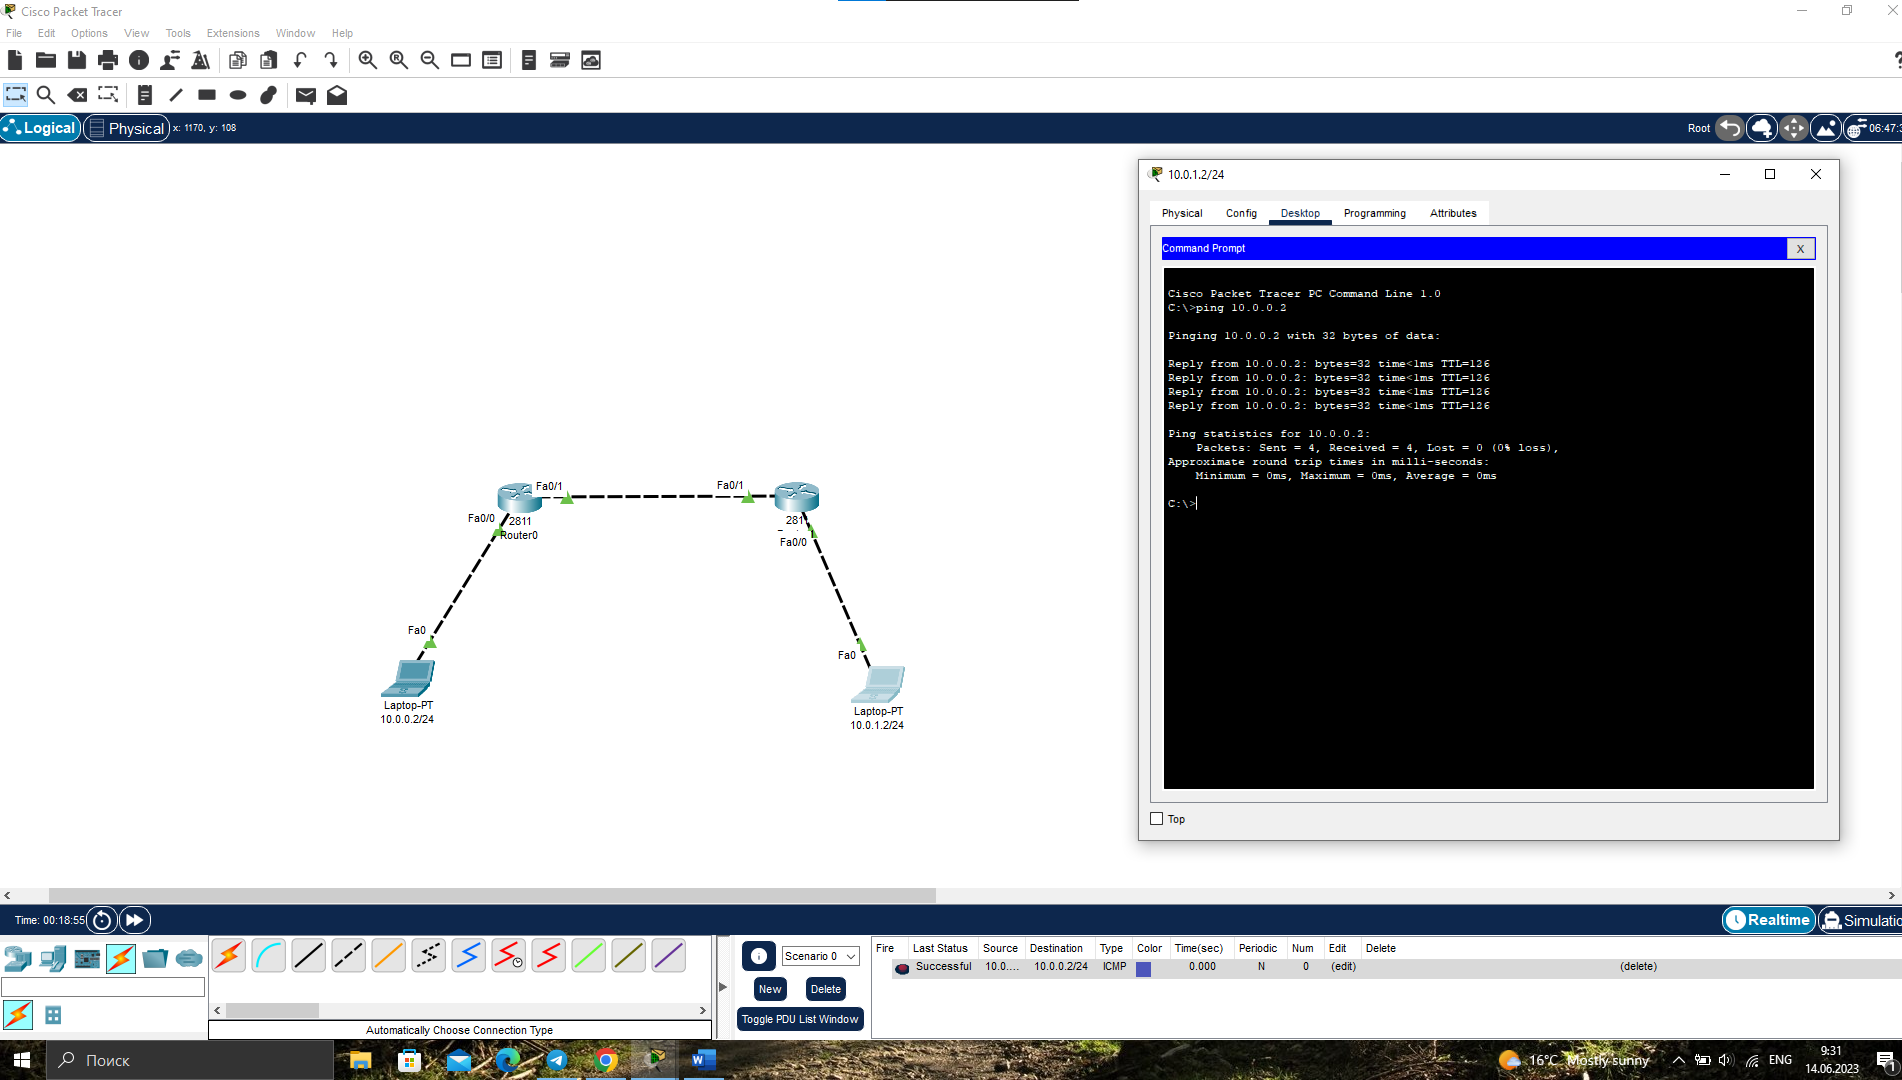 Cisco Packet Tracer
File Edit Options View Tools Extensions Window Help
Logical Physical x: 1170, y: 108
Root 06:47:3
10.0.1.2/24
Physical Config Desktop Programming Attributes
Command Prompt X
Cisco Packet Tracer PC Command Line 1.0
C:\>ping 10.0.0.2
Pinging 10.0.0.2 with 32 bytes of data:
Reply from 10.0.0.2: bytes=32 time<1ms TTL=126
Reply from 10.0.0.2: bytes=32 time<1ms TTL=126
Reply from 10.0.0.2: bytes=32 time<1ms TTL=126
Reply from 10.0.0.2: bytes=32 time<1ms TTL=126
Ping statistics for 10.0.0.2:
Packets: Sent = 4, Received = 4, Lost = 0 (0% loss),
Approximate round trip times in milli-seconds:
Minimum = 0ms, Maximum = 0ms, Average = 0ms
C:\>
Top
Fa0/1
Fa0/1
Fa0/0
2811
Router0
281
Fa0/0
Fa0
Laptop-PT
10.0.0.2/24
Fa0
Laptop-PT
10.0.1.2/24
Time: 00:18:55
Realtime Simulatio
Automatically Choose Connection Type
Scenario 0
New Delete
Toggle PDU List Window
Fire Last Status Source Destination Type Color Time(sec) Periodic Num Edit Delete
Successful 10.0.... 10.0.0.2/24 ICMP 0.000 N 0 (edit) (delete)
Поиск
16°C Mostly sunny
ENG
9:31
14.06.2023
1